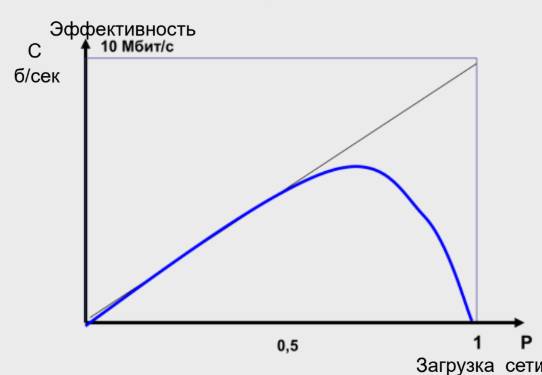 Эффективность
С 10 Мбит/с
б/сек
0,5 1 P
Загрузка сети